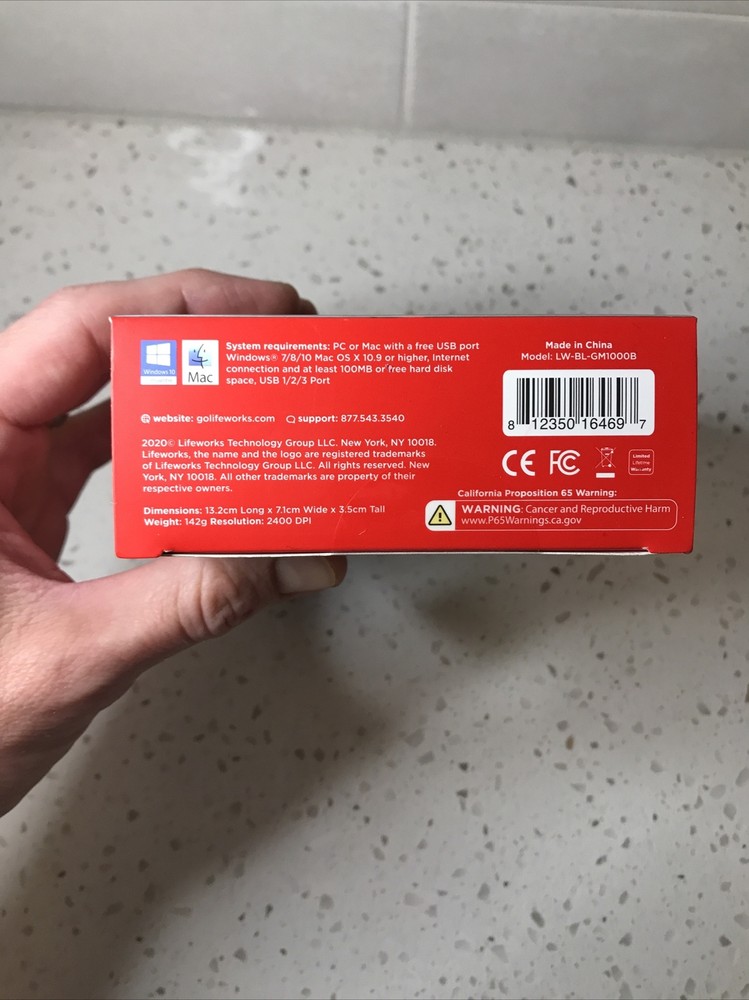 Windows 10
Mac
System requirements: PC or Mac with a free USB port
Windows® 7/8/10 Mac OS X 10.9 or higher, Internet
connection and at least 100MB or free hard disk
space, USB 1/2/3 Port
website: golifeworks.com support: 877.543.3540
2020© Lifeworks Technology Group LLC. New York, NY 10018.
Lifeworks, the name and the logo are registered trademarks
of Lifeworks Technology Group LLC. All rights reserved. New
York, NY 10018. All other trademarks are property of their
respective owners.
Dimensions: 13.2cm Long x 7.1cm Wide x 3.5cm Tall
Weight: 142g Resolution: 2400 DPI
Made in China
Model: LW-BL-GM1000B
8 12350 16469 7
CE FC
Limited
Lifetime
Warranty
California Proposition 65 Warning:
WARNING: Cancer and Reproductive Harm
www.P65Warnings.ca.gov